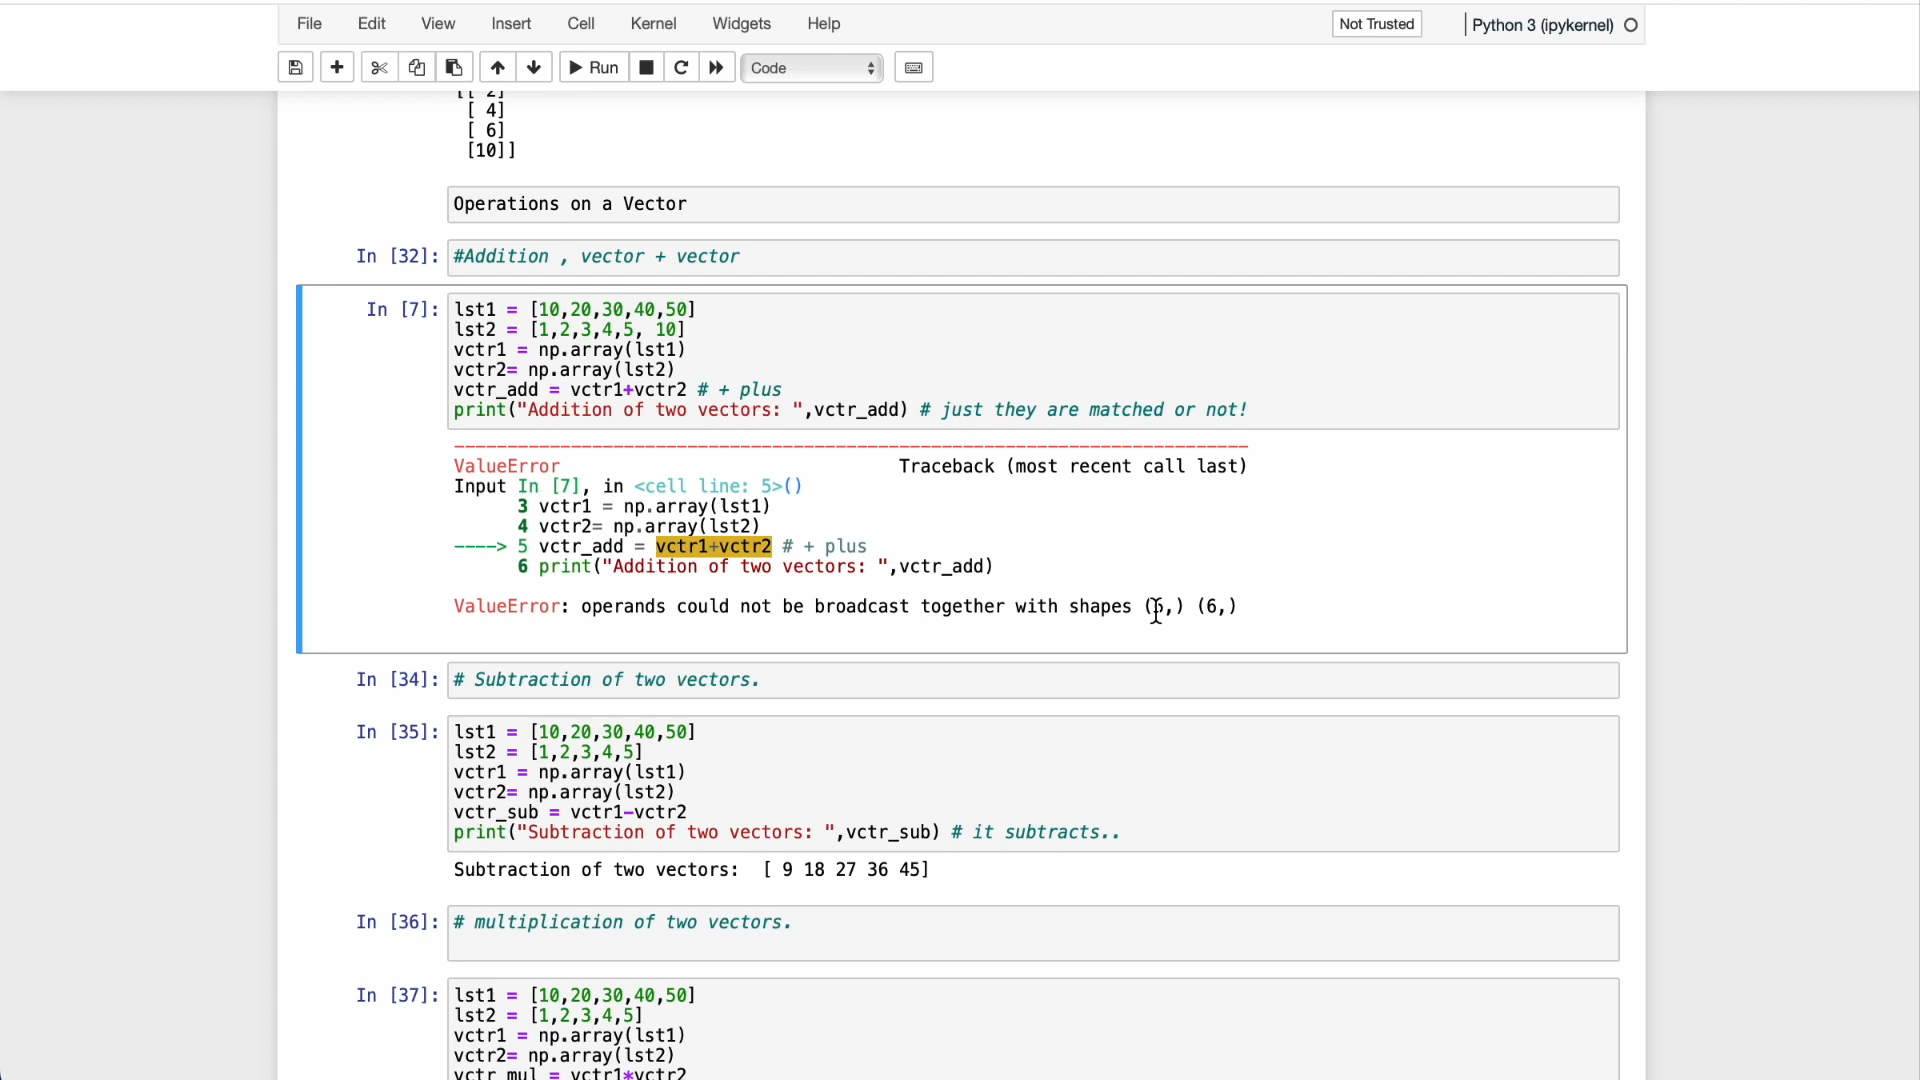 File Edit View Insert Cell Kernel Widgets Help Not Trusted Python 3 (ipykernel)
Run Code
[[ 2]
[ 4]
[ 6]
[10]]
Operations on a Vector
In [32]: #Addition , vector + vector
In [7]: lst1 = [10,20,30,40,50]
lst2 = [1,2,3,4,5, 10]
vctr1 = np.array(lst1)
vctr2= np.array(lst2)
vctr_add = vctr1+vctr2 # + plus
print("Addition of two vectors: ",vctr_add) # just they are matched or not!
ValueError Traceback (most recent call last)
Input In [7], in <cell line: 5>()
3 vctr1 = np.array(lst1)
4 vctr2= np.array(lst2)
----> 5 vctr_add = vctr1+vctr2 # + plus
6 print("Addition of two vectors: ",vctr_add)
ValueError: operands could not be broadcast together with shapes (5,) (6,)
In [34]: # Subtraction of two vectors.
In [35]: lst1 = [10,20,30,40,50]
lst2 = [1,2,3,4,5]
vctr1 = np.array(lst1)
vctr2= np.array(lst2)
vctr_sub = vctr1-vctr2
print("Subtraction of two vectors: ",vctr_sub) # it subtracts..
Subtraction of two vectors:  [ 9 18 27 36 45]
In [36]: # multiplication of two vectors.
In [37]: lst1 = [10,20,30,40,50]
lst2 = [1,2,3,4,5]
vctr1 = np.array(lst1)
vctr2= np.array(lst2)
vctr_mul = vctr1*vctr2